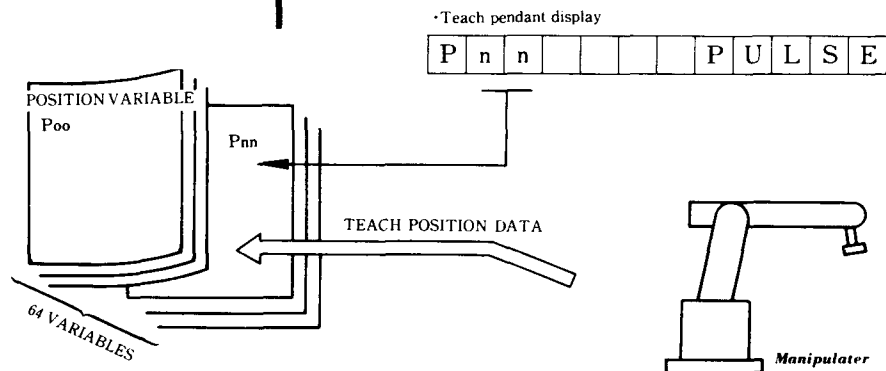 ·Teach pendant display
P n n P U L S E
POSITION VARIABLE
Poo
Pnn
TEACH POSITION DATA
64 VARIABLES
Manipulater